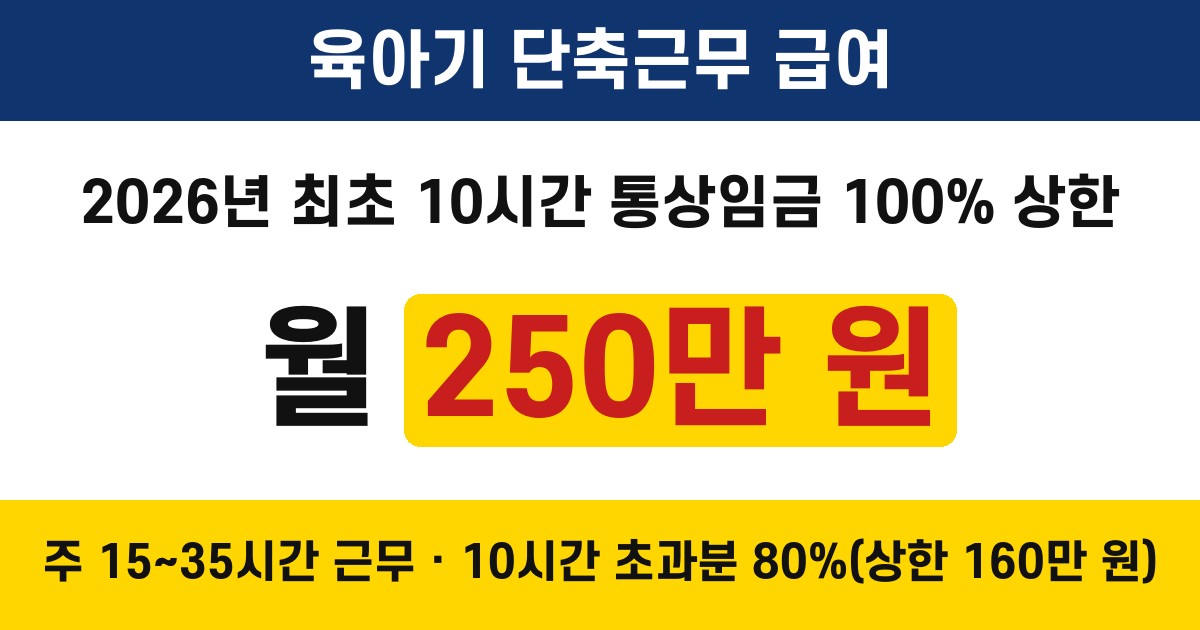 육아기 단축근무 급여
2026년 최초 10시간 통상임금 100% 상한
월 250만 원
주 15~35시간 근무 · 10시간 초과분 80%(상한 160만 원)